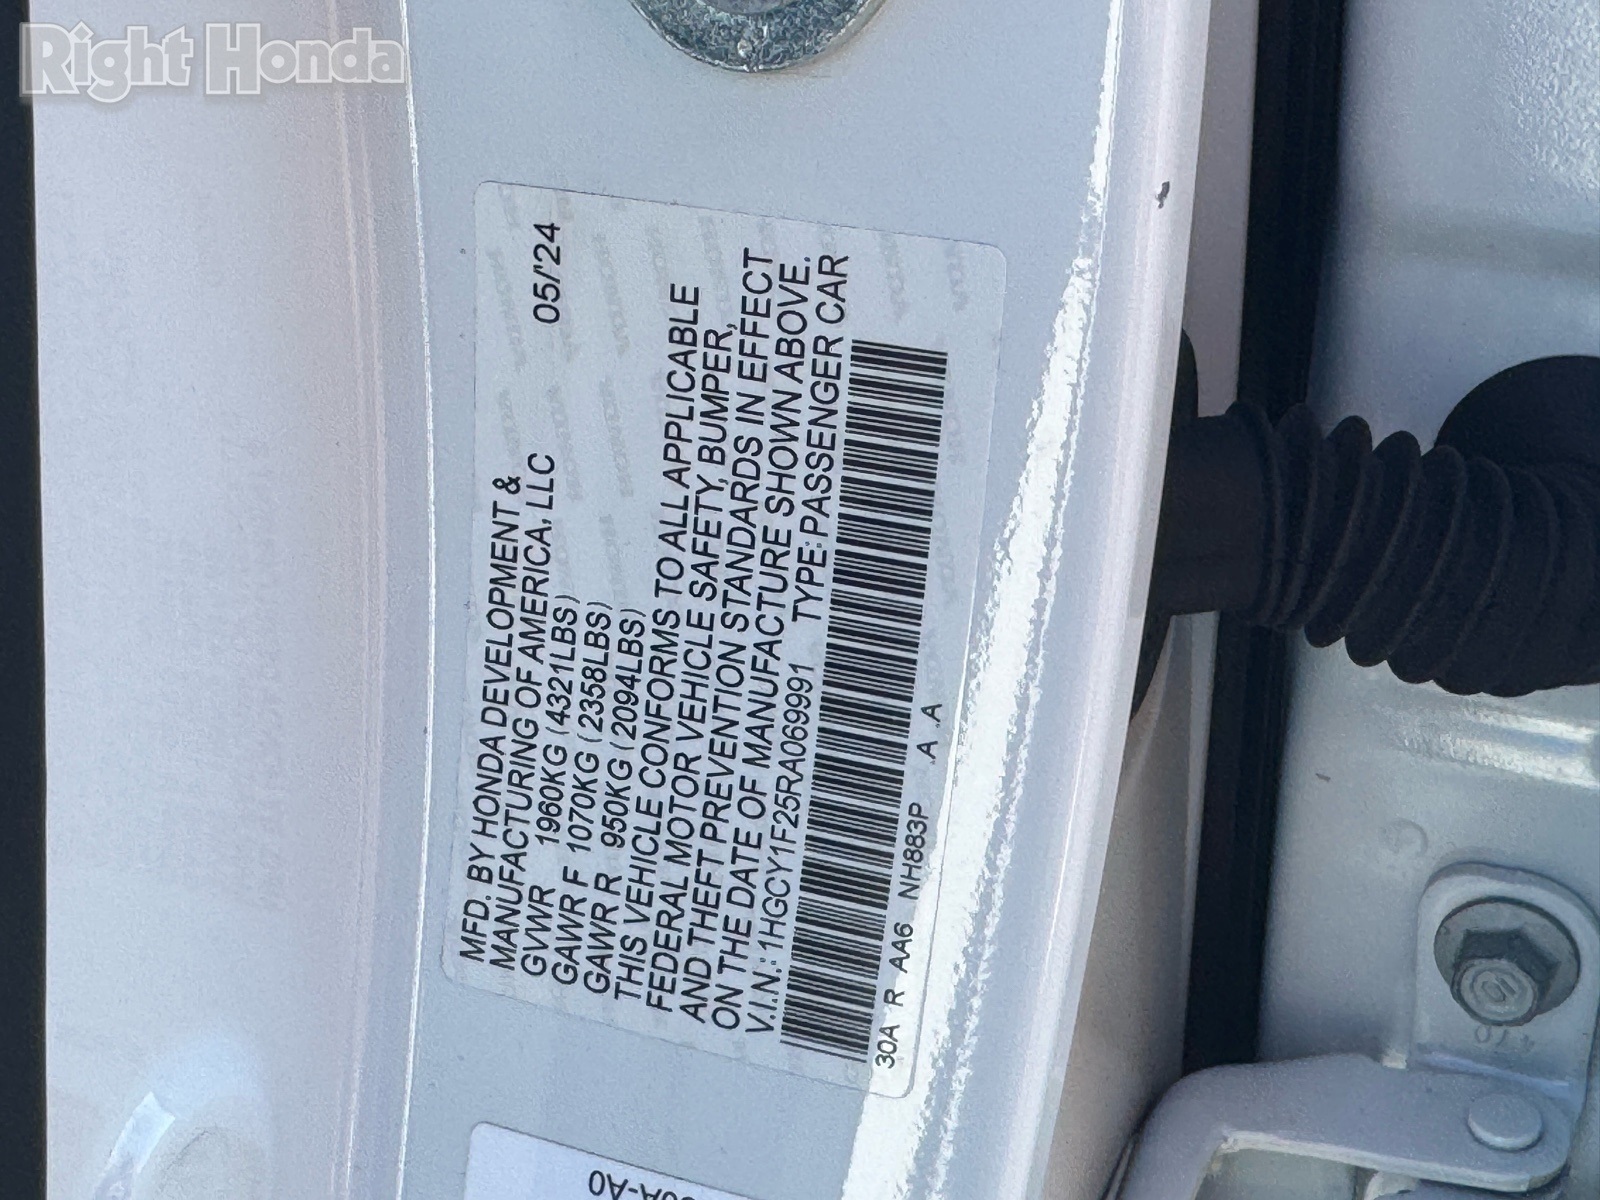 Right Honda
MFD. BY HONDA DEVELOPMENT &
MANUFACTURING OF AMERICA, LLC 05/'24
GVWR 1960KG (4321LBS)
GAWR F 1070KG (2358LBS)
GAWR R 950KG (2094LBS)
THIS VEHICLE CONFORMS TO ALL APPLICABLE
FEDERAL MOTOR VEHICLE SAFETY, BUMPER,
AND THEFT PREVENTION STANDARDS IN EFFECT
ON THE DATE OF MANUFACTURE SHOWN ABOVE.
V.I.N.: 1HGCY1F25RA069991 TYPE: PASSENGER CAR
30A R AA6 NH883P .A .A